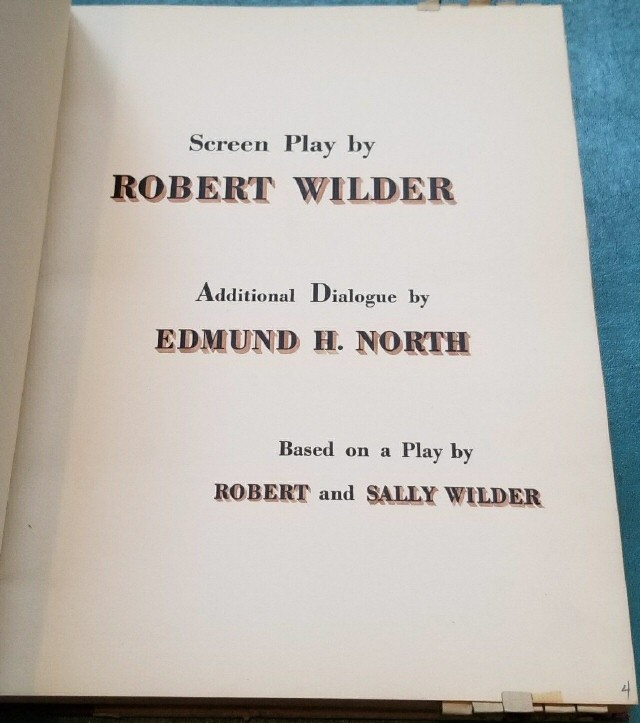 Screen Play by
ROBERT WILDER
Additional Dialogue by
EDMUND H. NORTH
Based on a Play by
ROBERT and SALLY WILDER
4